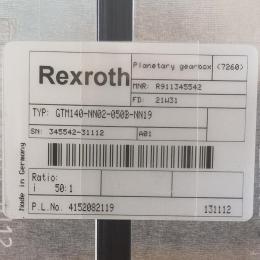 Rexroth
Planetary gearbox <7260>
MNR: R911345542
FD: 21W31
TYP: GTM140-NN02-050B-NN19
SN: 345542-31112 A01
Made in Germany
Ratio:
i 50:1
P.L.No. 4152082119 131112
12